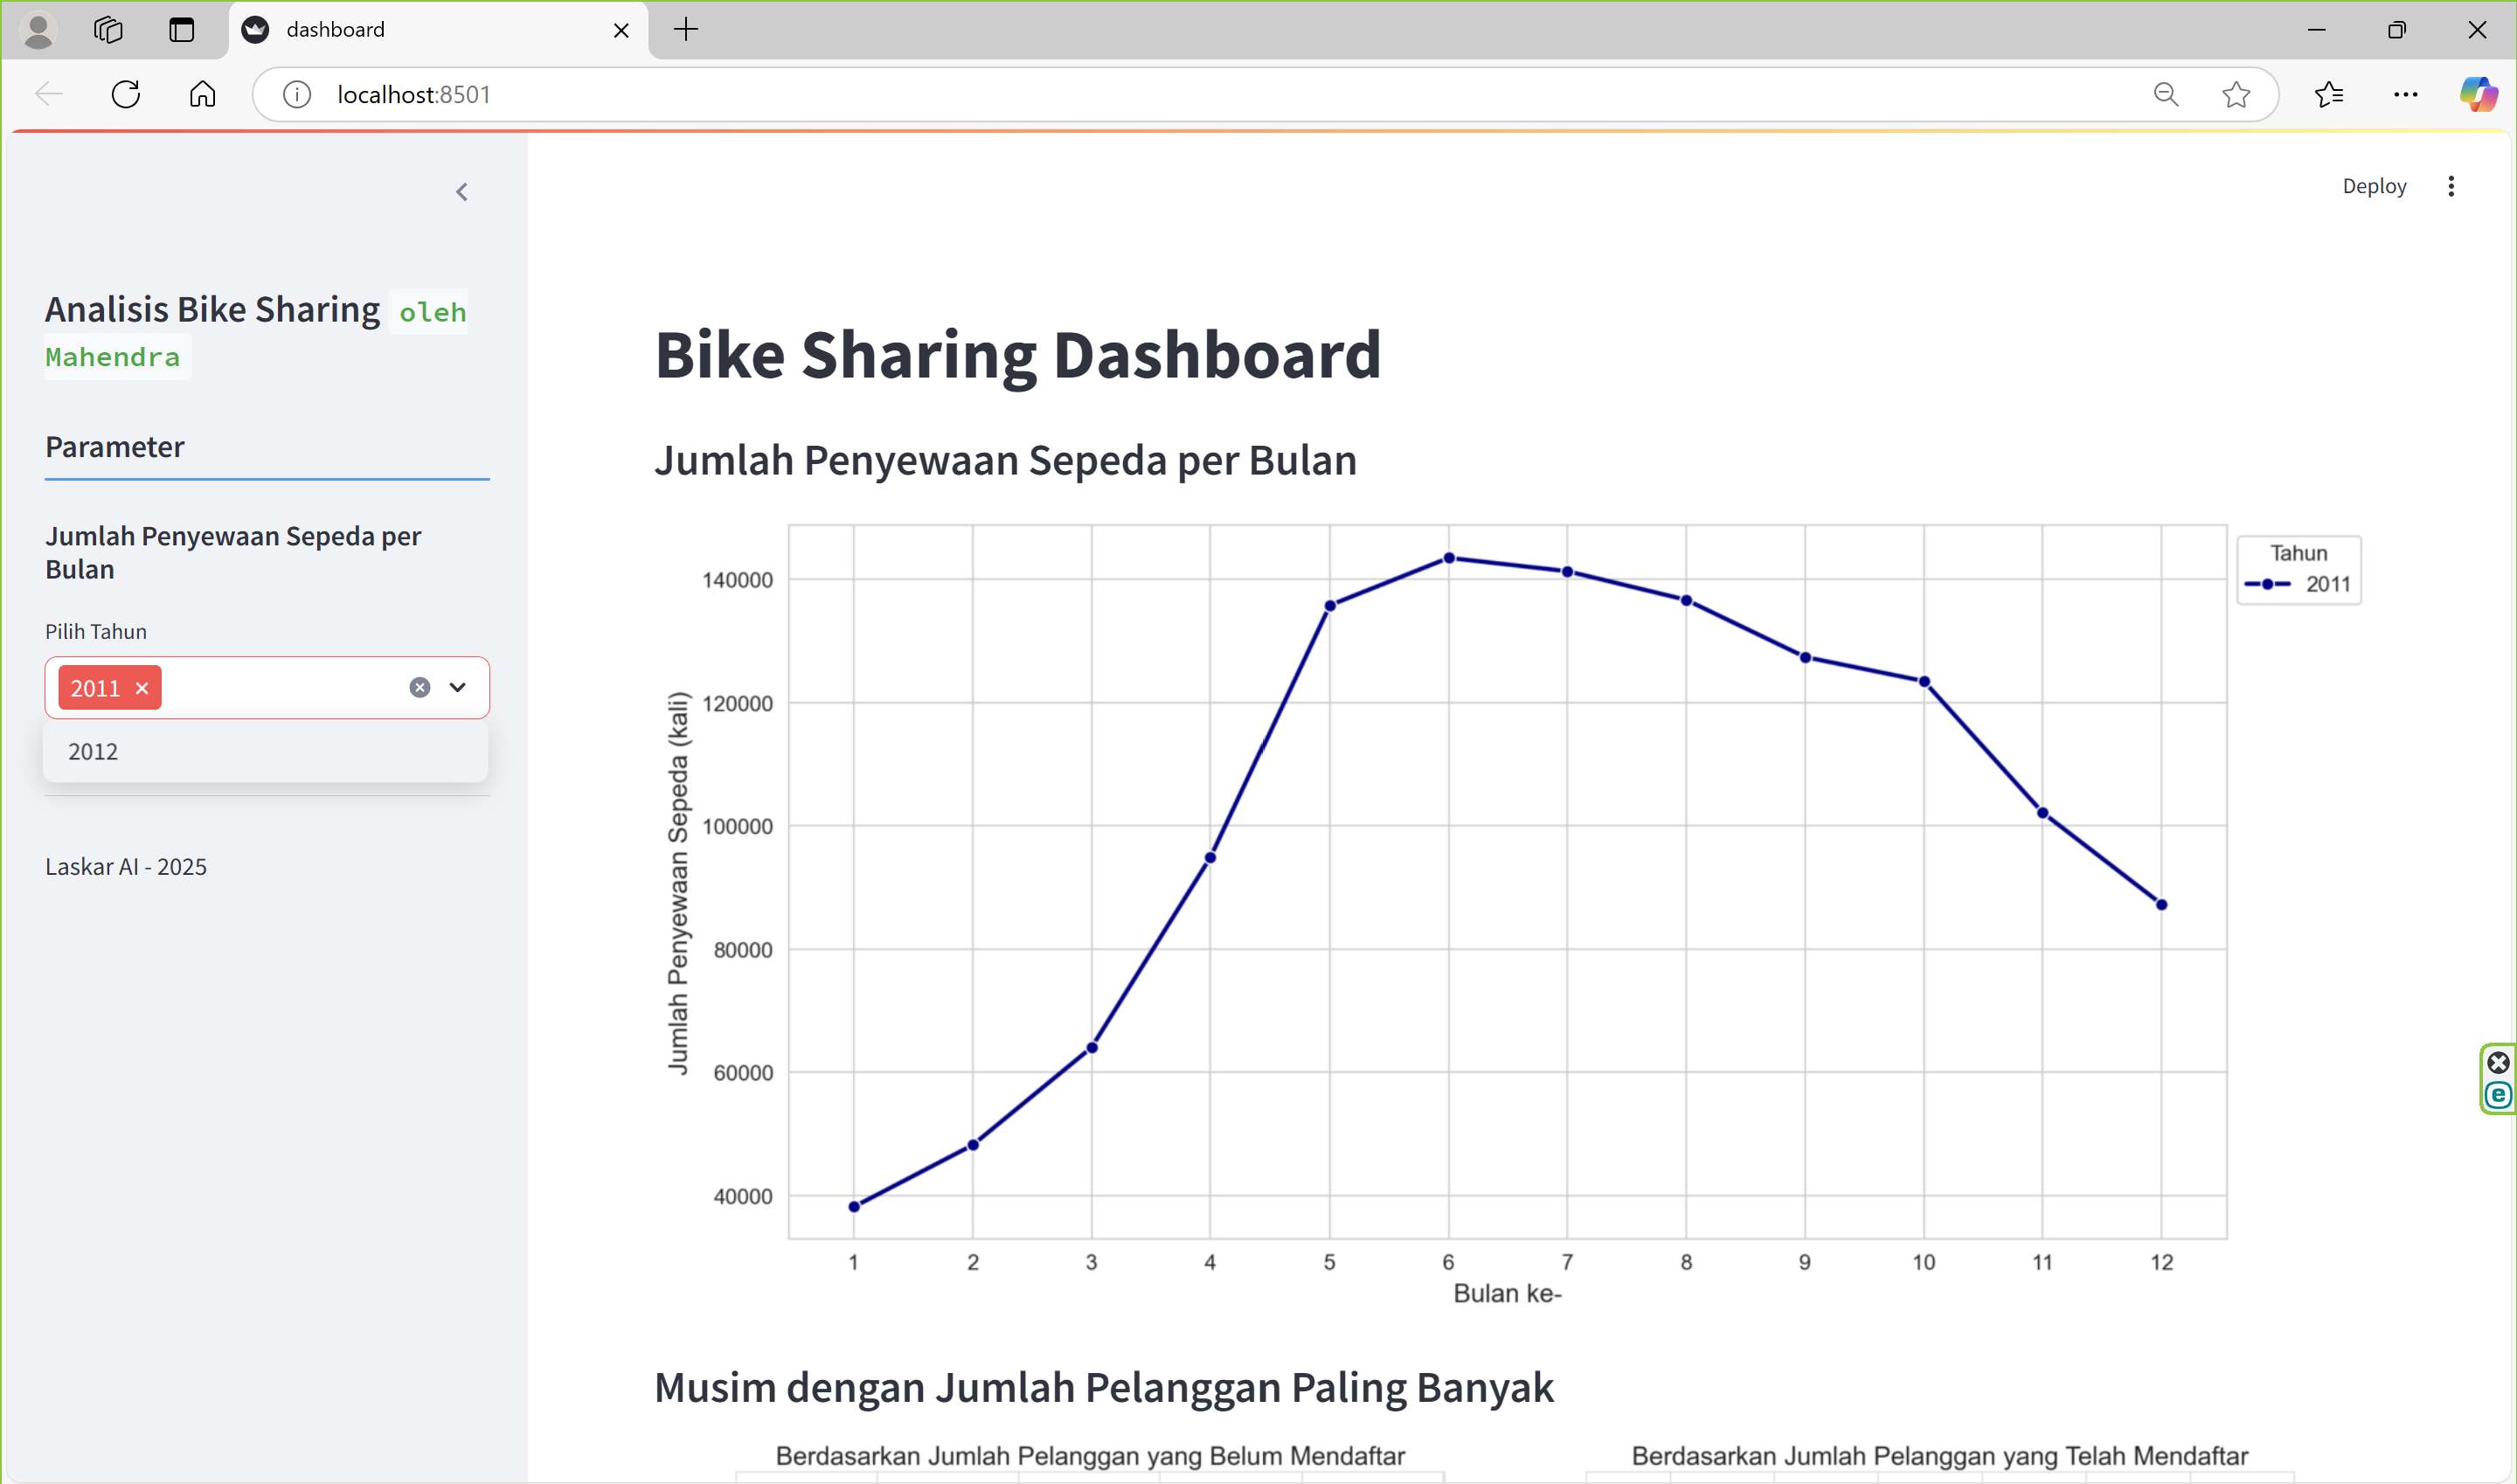 dashboard
localhost:8501
Deploy
Analisis Bike Sharing oleh
Mahendra
Parameter
Jumlah Penyewaan Sepeda per
Bulan
Pilih Tahun
2011
2012
Laskar AI - 2025
Bike Sharing Dashboard
Jumlah Penyewaan Sepeda per Bulan
Jumlah Penyewaan Sepeda (kali)
140000
120000
100000
80000
60000
40000
1 2 3 4 5 6 7 8 9 10 11 12
Bulan ke-
Tahun
2011
Musim dengan Jumlah Pelanggan Paling Banyak
Berdasarkan Jumlah Pelanggan yang Belum Mendaftar
Berdasarkan Jumlah Pelanggan yang Telah Mendaftar
e